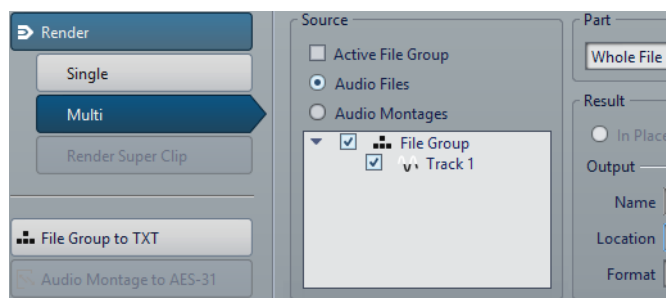 Render
Single
Multi
Render Super Clip
File Group to TXT
Audio Montage to AES-31
Source
Active File Group
Audio Files
Audio Montages
File Group
Track 1
Part
Whole File
Result
In Place
Output
Name
Location
Format